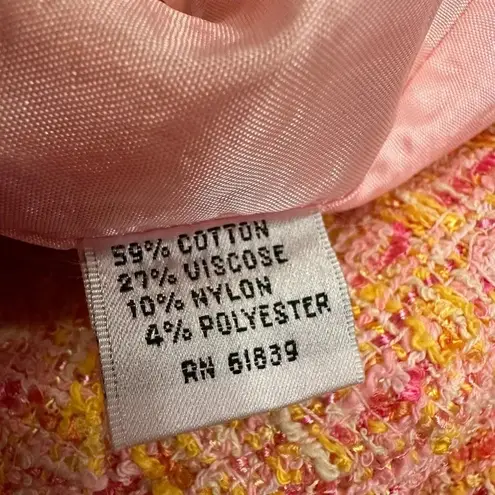 59% COTTON
27% VISCOSE
10% NYLON
4% POLYESTER
RN 61839